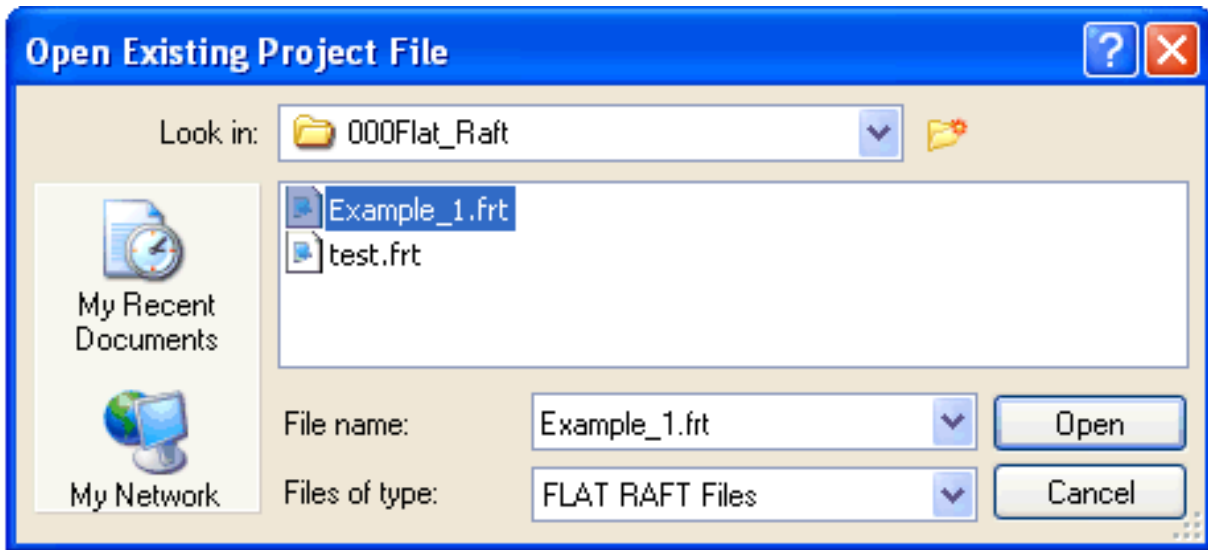 Open Existing Project File
Look in: 000Flat_Raft
Example_1.frt
test.frt
My Recent
Documents
My Network
File name: Example_1.frt Open
Files of type: FLAT RAFT Files Cancel